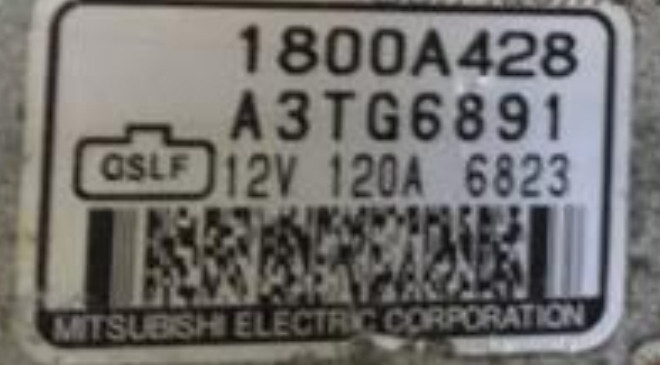 1800A428
A3TG6891
QSLF 12V 120A 6823
MITSUBISHI ELECTRIC CORPORATION